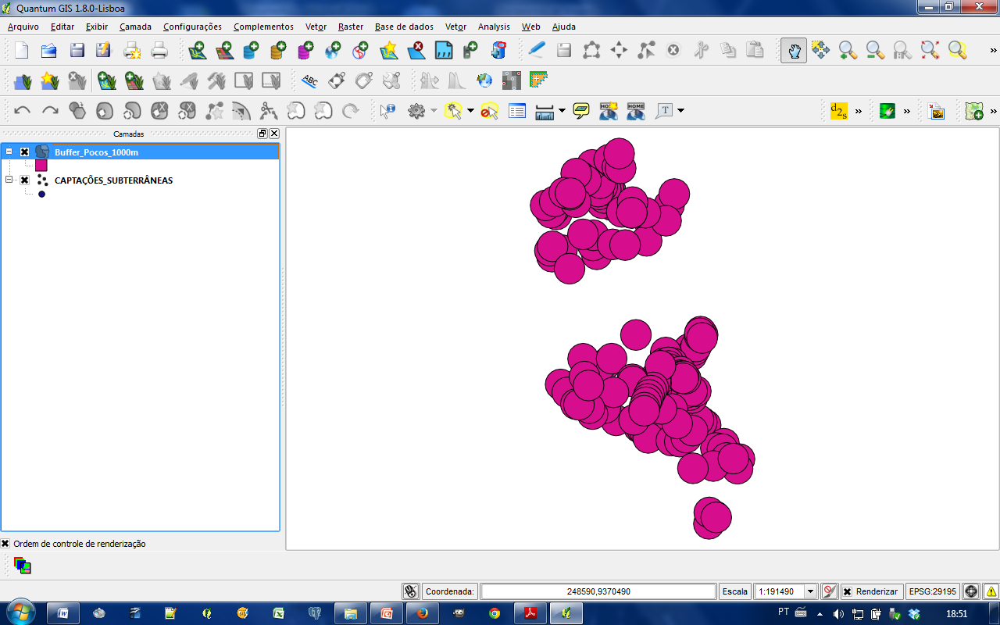 Quantum GIS 1.8.0-Lisboa
Arquivo Editar Exibir Camada Configurações Complementos Vetor Raster Base de dados Vetor Analysis Web Ajuda
ABC
T
d2s
»
Camadas
Buffer_Pocos_1000m
CAPTAÇÕES_SUBTERRÂNEAS
Ordem de controle de renderização
Coordenada: 248590,9370490 Escala 1:191490 Renderizar EPSG:29195
PT 18:51